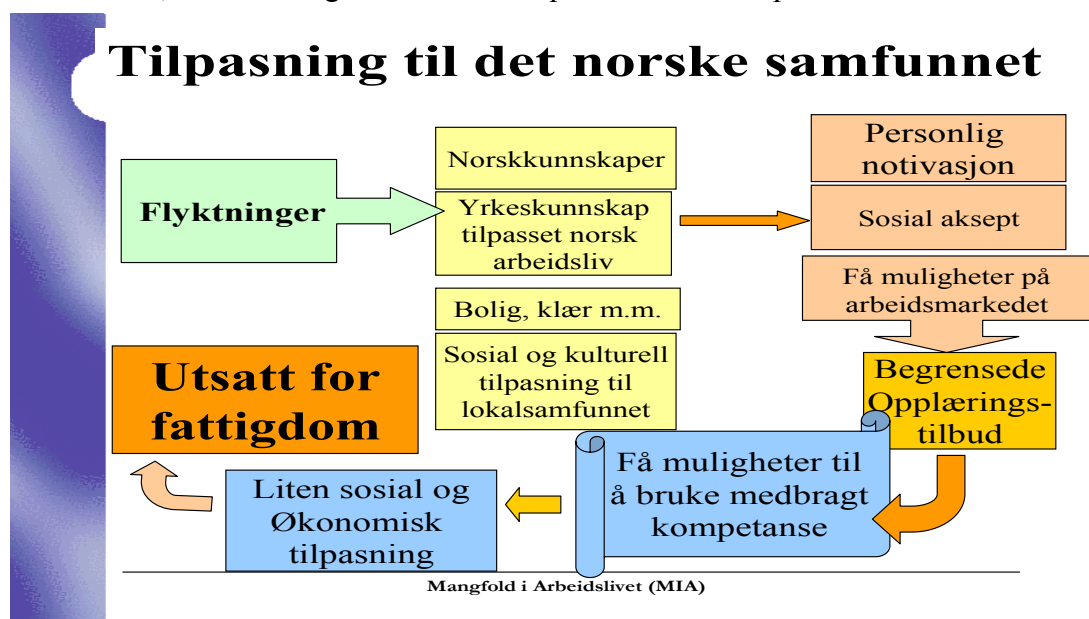 Tilpasning til det norske samfunnet
Flyktninger
Norskkunnskaper
Yrkeskunnskap
tilpasset norsk
arbeidsliv
Bolig, klær m.m.
Sosial og kulturell
tilpasning til
lokalsamfunnet
Personlig
notivasjon
Sosial aksept
Få muligheter på
arbeidsmarkedet
Begrensede
Opplærings-
tilbud
Få muligheter til
å bruke medbragt
kompetanse
Liten sosial og
Økonomisk
tilpasning
Utsatt for
fattigdom
Mangfold i Arbeidslivet (MIA)